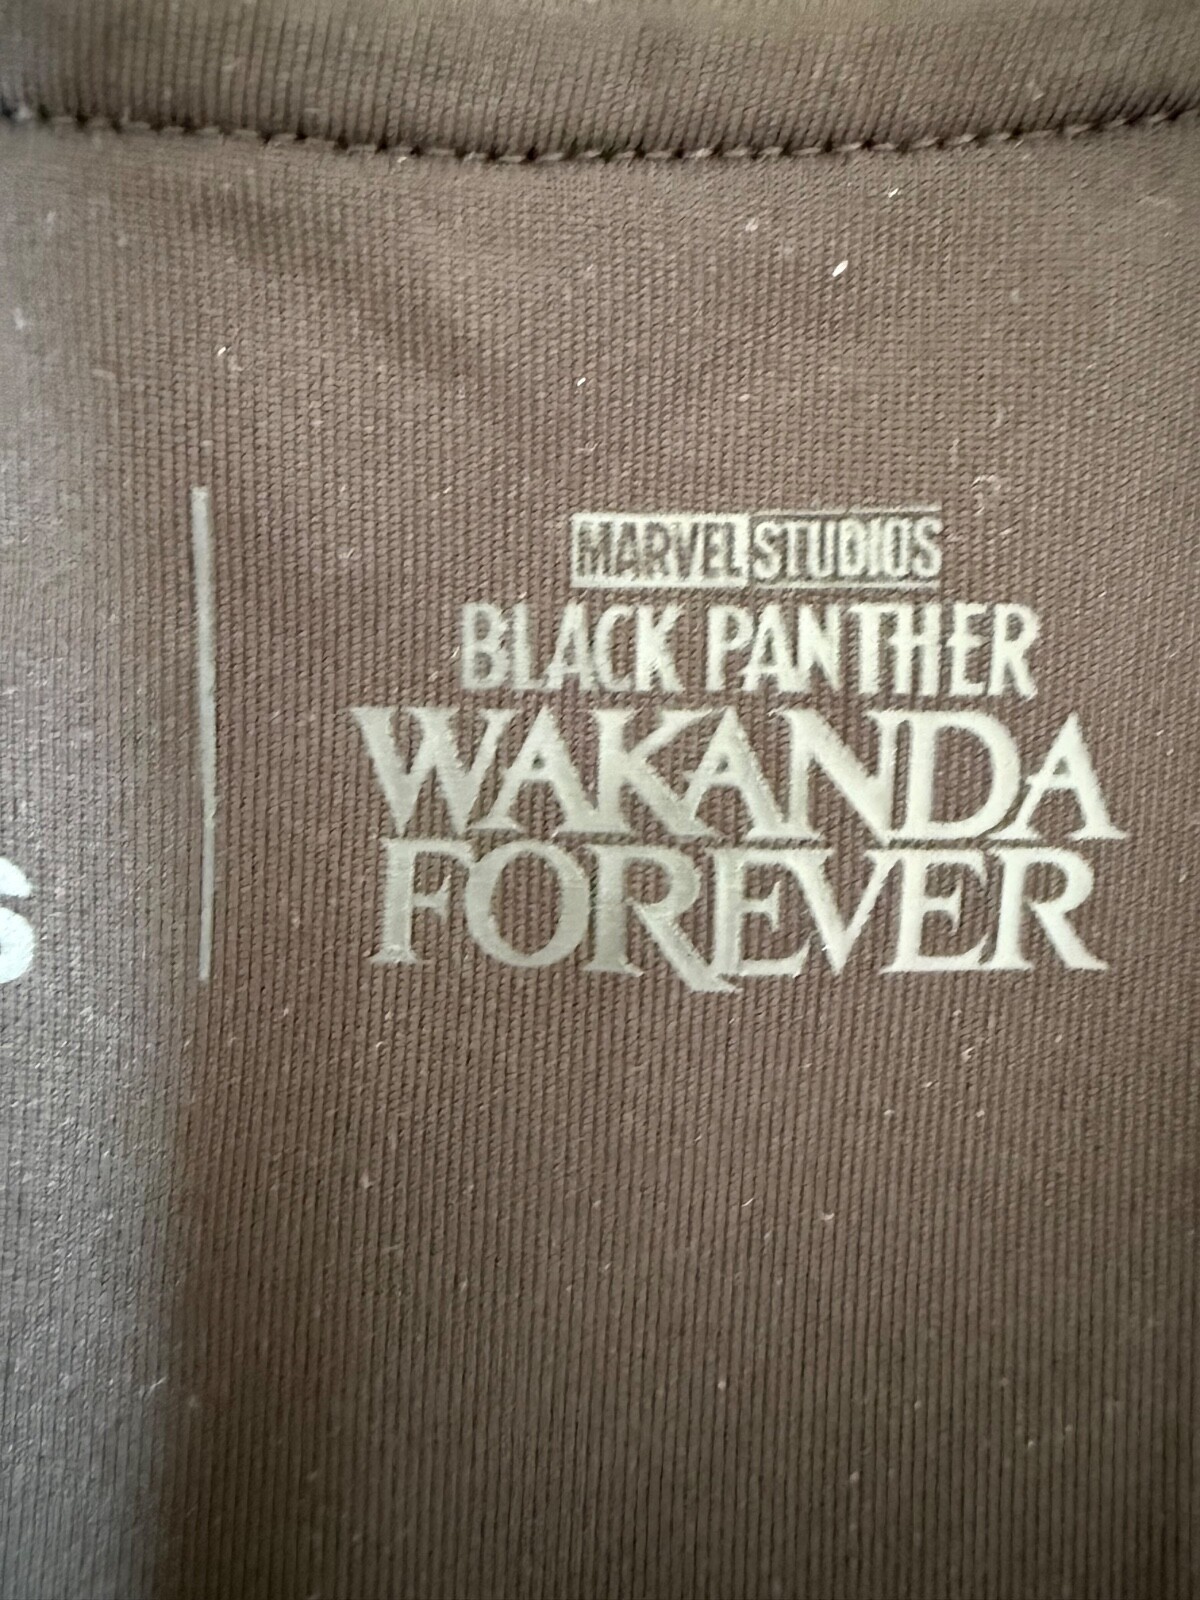 MARVEL STUDIOS
BLACK PANTHER
WAKANDA
FOREVER